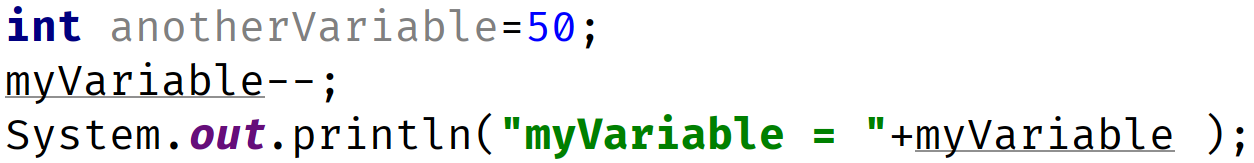 int anotherVariable=50;
myVariable--;
System.out.println("myVariable = "+myVariable );